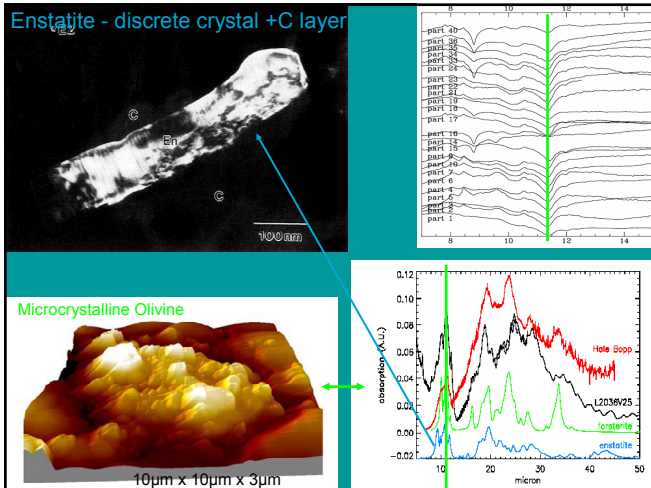 Enstatite - discrete crystal +C layer
C
En
C
100nm
part 40
part 36
part 35
part 34
part 33
part 24
part 23
part 22
part 21
part 19
part 18
part 17
part 16
part 14
part 15
part 9
part 10
part 7
part 6
part 4
part 5
part 1
8 10 12 14
8 10 12 14
Microcrystalline Olivine
10µm x 10µm x 3µm
absorption (A.U.)
0.12
0.10
0.08
0.06
0.04
0.02
0.00
-0.02
Hale Bopp
L2036V25
forsterite
enstatite
10 20 30 40 50
micron